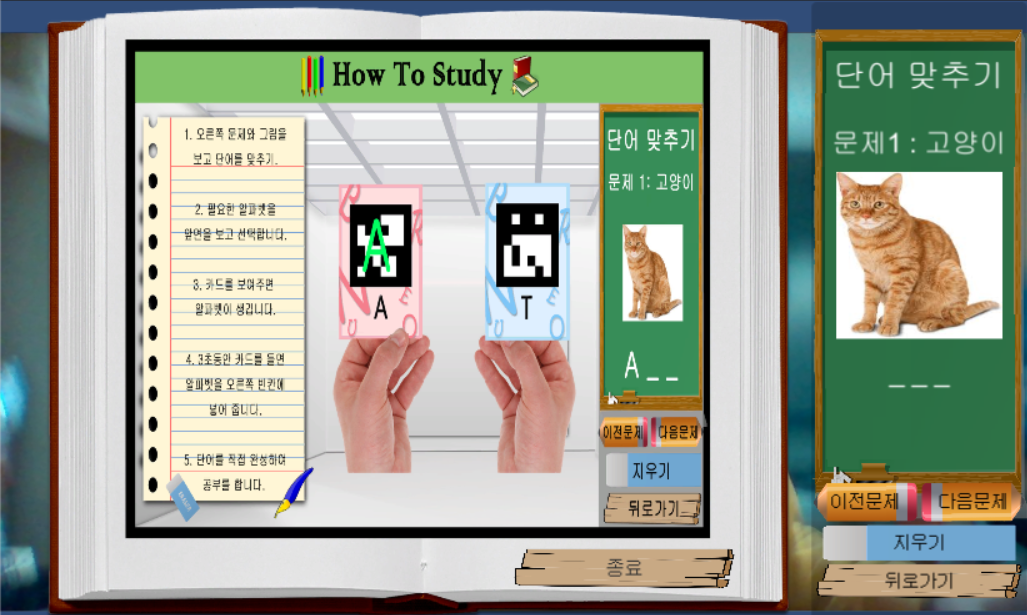 How To Study
1. 오른쪽 문제와 그림을
보고 단어를 맞추기.
2. 필요한 알파벳을
앞면을 보고 선택합니다.
3. 카드를 보여주면
알파벳이 생깁니다.
4. 3초동안 카드를 들면
알파벳을 오른쪽 빈칸에
넣어 줍니다.
5. 단어를 직접 완성하여
공부를 합니다.
A
A
T
단어 맞추기
문제 1: 고양이
A _ _
이전문제
다음문제
지우기
뒤로가기
종료
단어 맞추기
문제1 : 고양이
_ _ _
이전문제
다음문제
지우기
뒤로가기